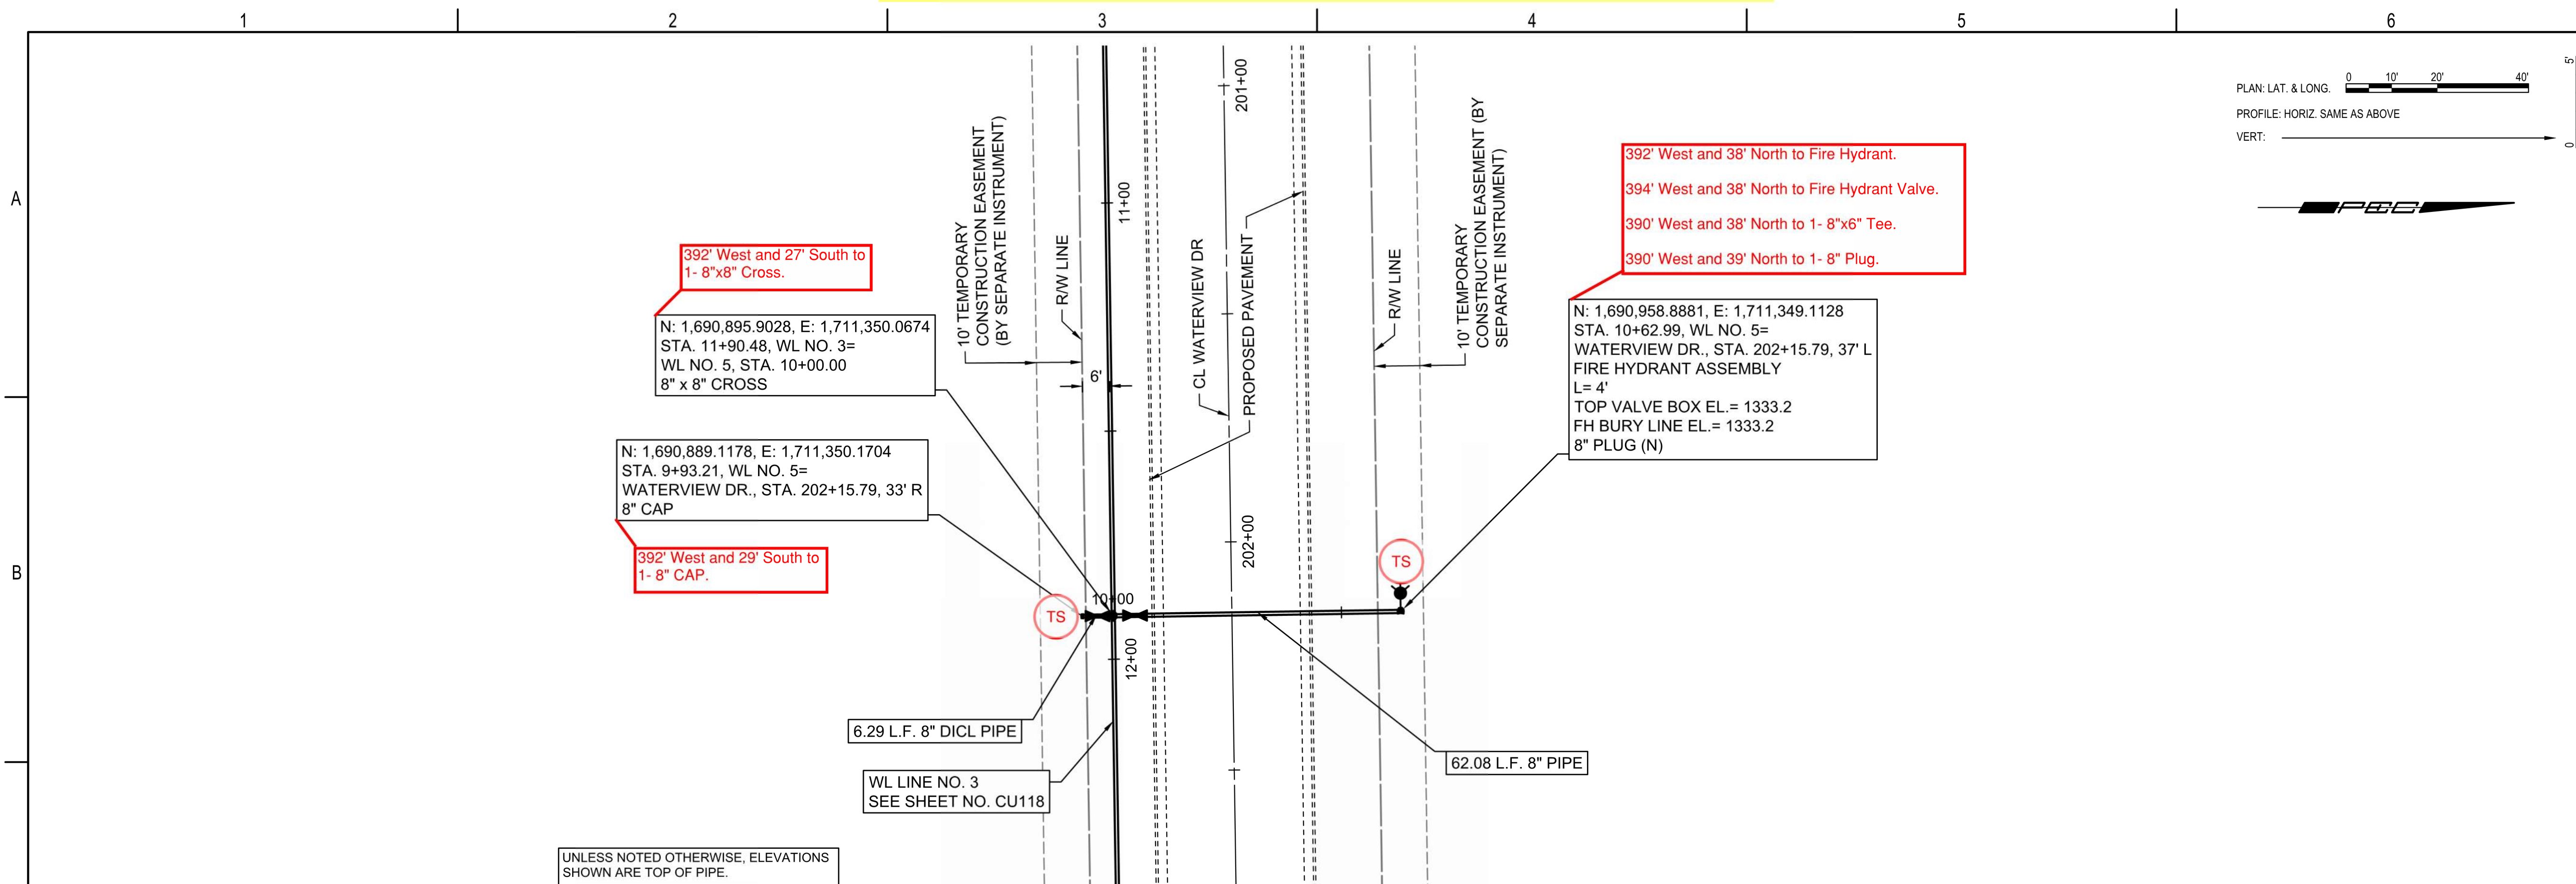 1
2
3
4
5
6
A
B
PLAN: LAT. & LONG.
0 10' 20' 40'
PROFILE: HORIZ. SAME AS ABOVE
VERT:
0
5'
PEC
392' West and 38' North to Fire Hydrant.
394' West and 38' North to Fire Hydrant Valve.
390' West and 38' North to 1- 8"x6" Tee.
390' West and 39' North to 1- 8" Plug.
N: 1,690,958.8881, E: 1,711,349.1128
STA. 10+62.99, WL NO. 5=
WATERVIEW DR., STA. 202+15.79, 37' L
FIRE HYDRANT ASSEMBLY
L= 4'
TOP VALVE BOX EL.= 1333.2
FH BURY LINE EL.= 1333.2
8" PLUG (N)
392' West and 27' South to
1- 8"x8" Cross.
N: 1,690,895.9028, E: 1,711,350.0674
STA. 11+90.48, WL NO. 3=
WL NO. 5, STA. 10+00.00
8" x 8" CROSS
N: 1,690,889.1178, E: 1,711,350.1704
STA. 9+93.21, WL NO. 5=
WATERVIEW DR., STA. 202+15.79, 33' R
8" CAP
392' West and 29' South to
1- 8" CAP.
10' TEMPORARY
CONSTRUCTION EASEMENT
(BY SEPARATE INSTRUMENT)
R/W LINE
6'
11+00
201+00
CL WATERVIEW DR
PROPOSED PAVEMENT
R/W LINE
10' TEMPORARY
CONSTRUCTION EASEMENT (BY
SEPARATE INSTRUMENT)
202+00
TS
10+00
TS
12+00
6.29 L.F. 8" DICL PIPE
WL LINE NO. 3
SEE SHEET NO. CU118
62.08 L.F. 8" PIPE
UNLESS NOTED OTHERWISE, ELEVATIONS
SHOWN ARE TOP OF PIPE.